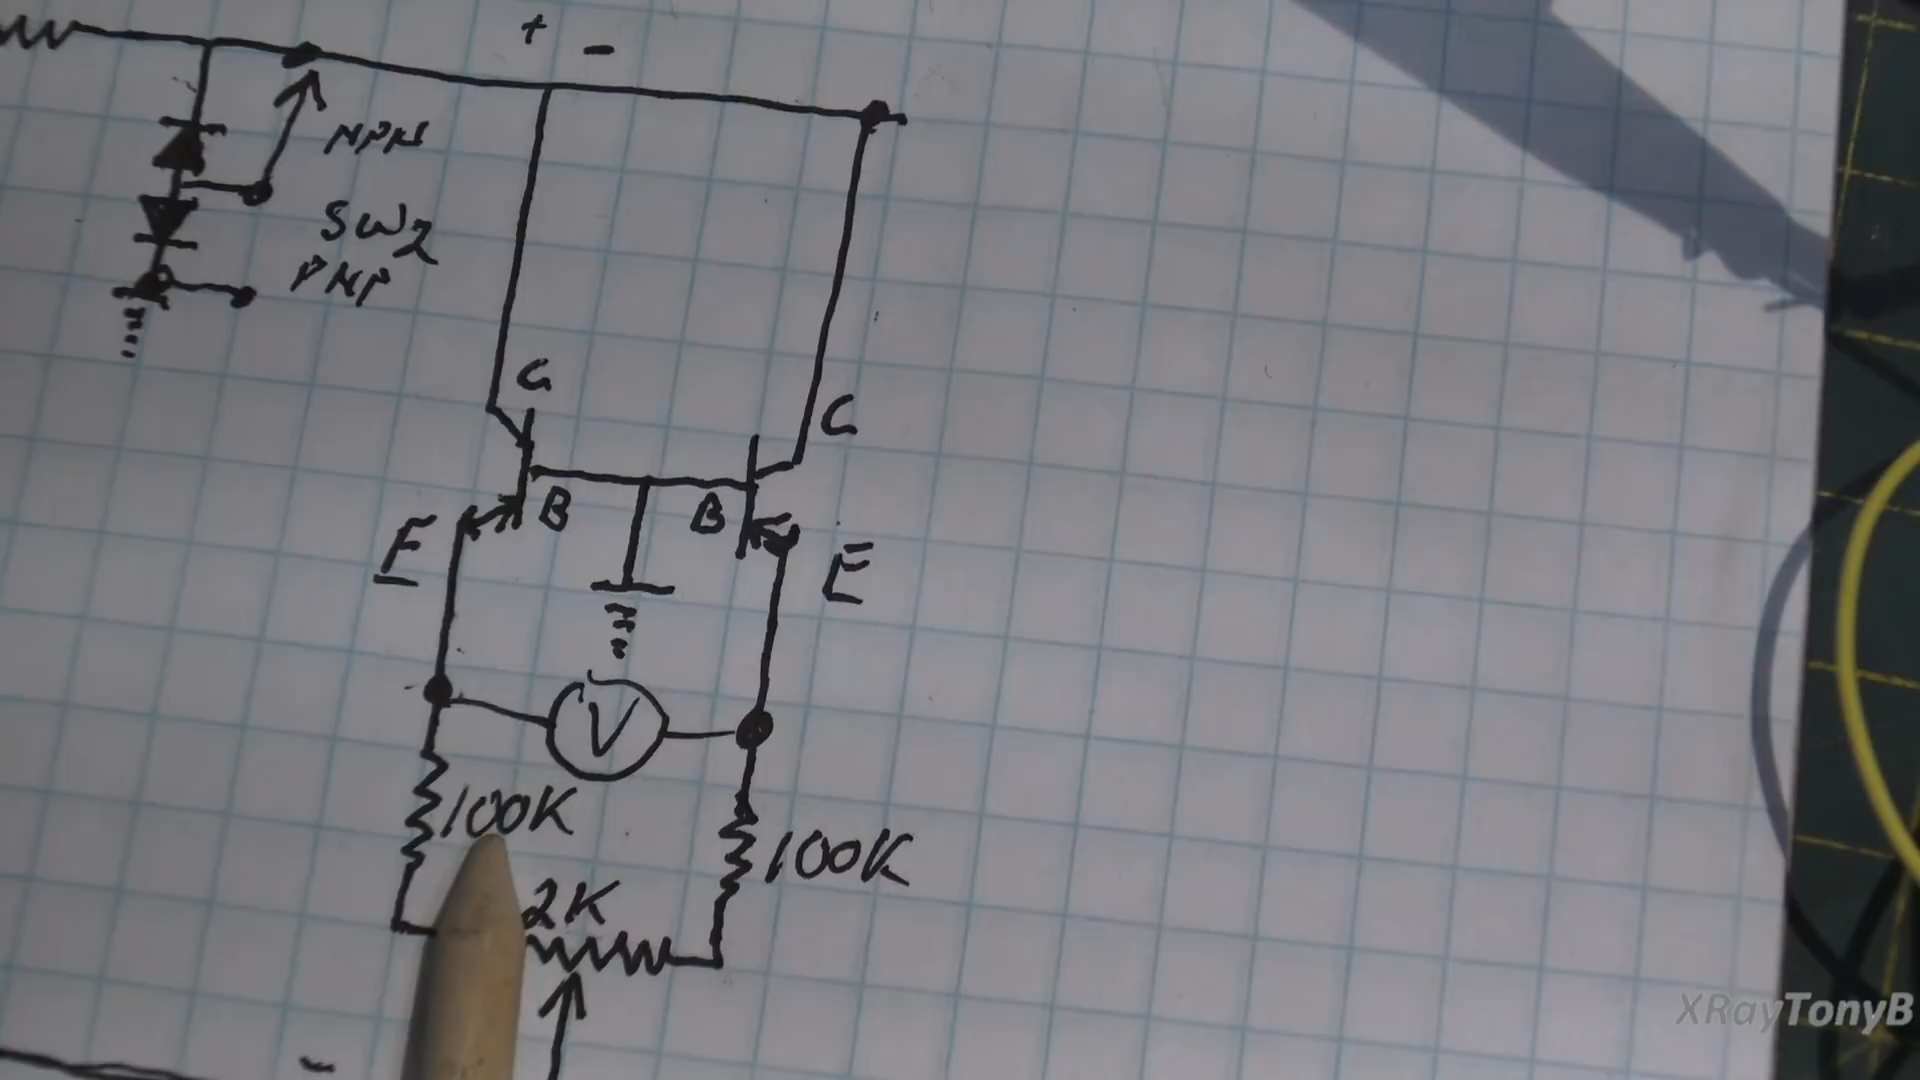 + -
NPN
SW2
PNP
C
C
B B
E
E
V
100K
100K
2K
-
XRayTonyB